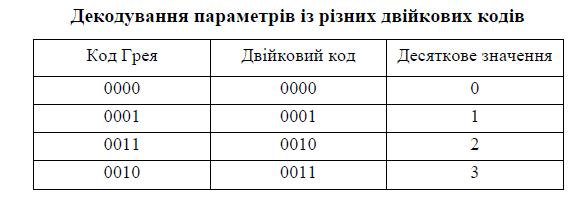 Декодування параметрів із різних двійкових кодів
Код Грея Двійковий код Десяткове значення
0000 0000 0
0001 0001 1
0011 0010 2
0010 0011 3